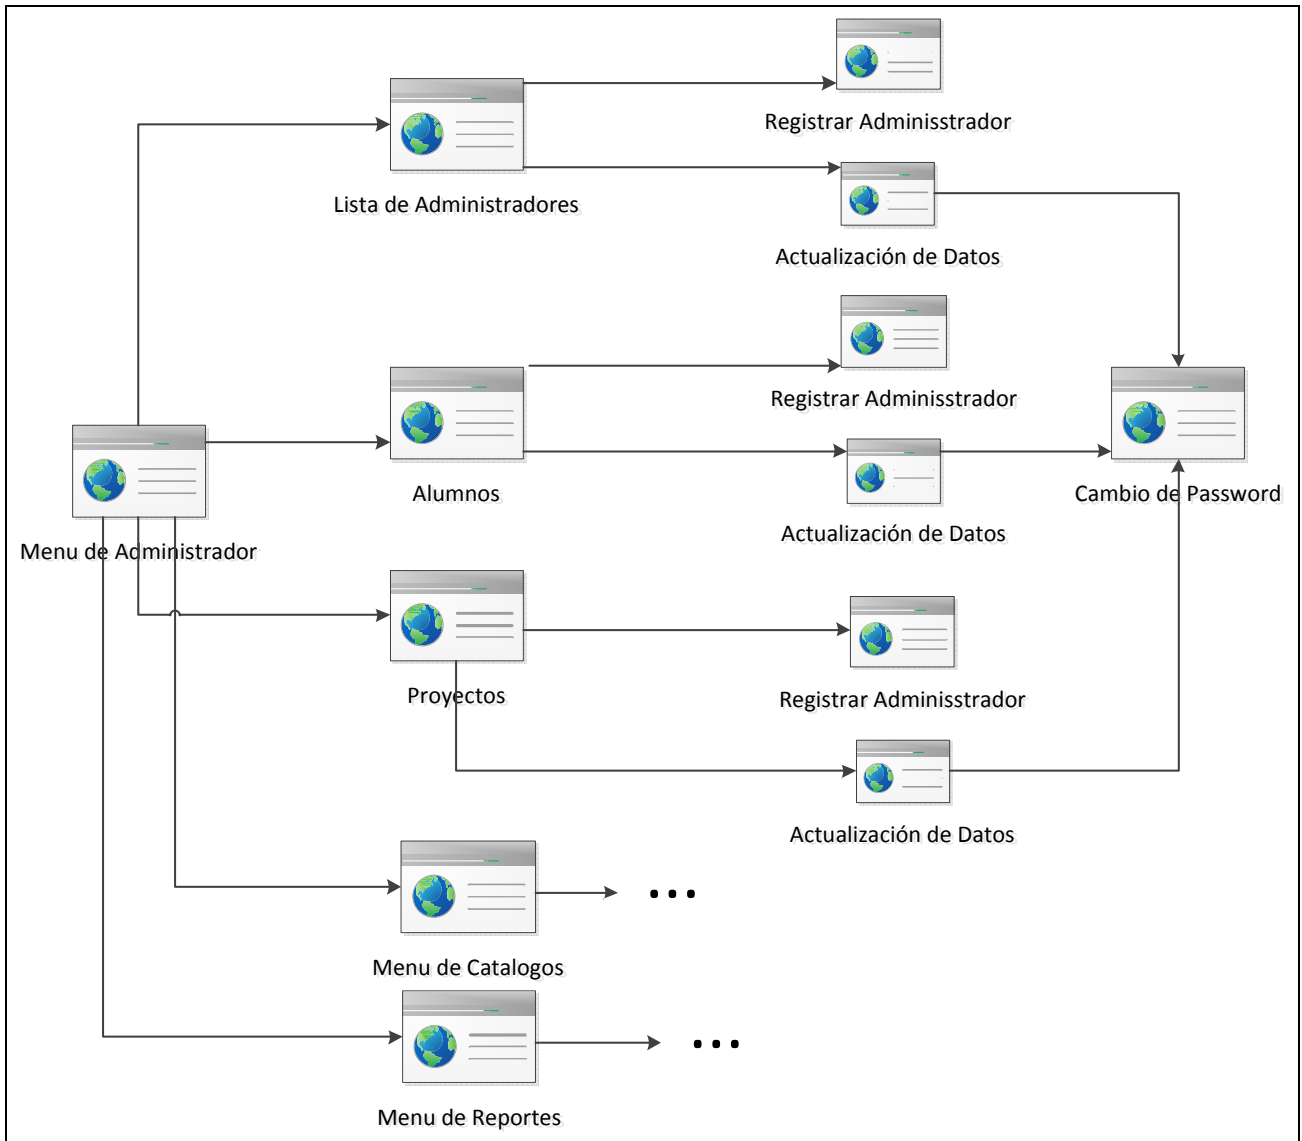 Registrar Adminisstrador
Lista de Administradores
Actualización de Datos
Registrar Adminisstrador
Alumnos
Cambio de Password
Actualización de Datos
Menu de Administrador
Proyectos
Registrar Adminisstrador
Actualización de Datos
...
Menu de Catalogos
...
Menu de Reportes